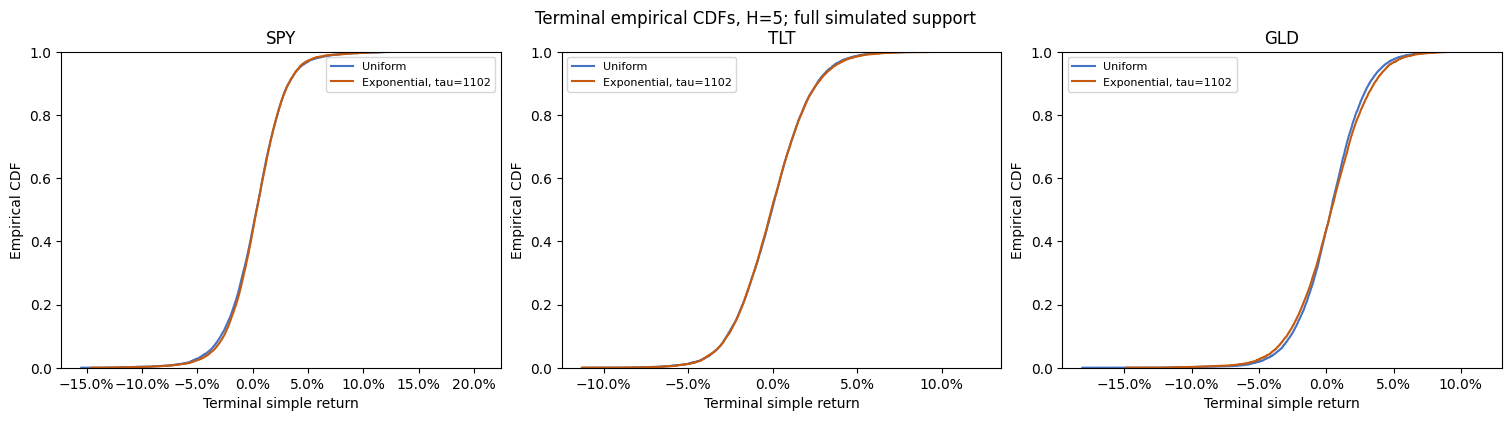 Terminal empirical CDFs, H=5; full simulated support
SPY
Uniform
Exponential, tau=1102
Empirical CDF
1.0
0.8
0.6
0.4
0.2
0.0
−15.0%
−10.0%
−5.0%
0.0%
5.0%
10.0%
15.0%
20.0%
Terminal simple return
TLT
Uniform
Exponential, tau=1102
Empirical CDF
1.0
0.8
0.6
0.4
0.2
0.0
−10.0%
−5.0%
0.0%
5.0%
10.0%
Terminal simple return
GLD
Uniform
Exponential, tau=1102
Empirical CDF
1.0
0.8
0.6
0.4
0.2
0.0
−15.0%
−10.0%
−5.0%
0.0%
5.0%
10.0%
Terminal simple return